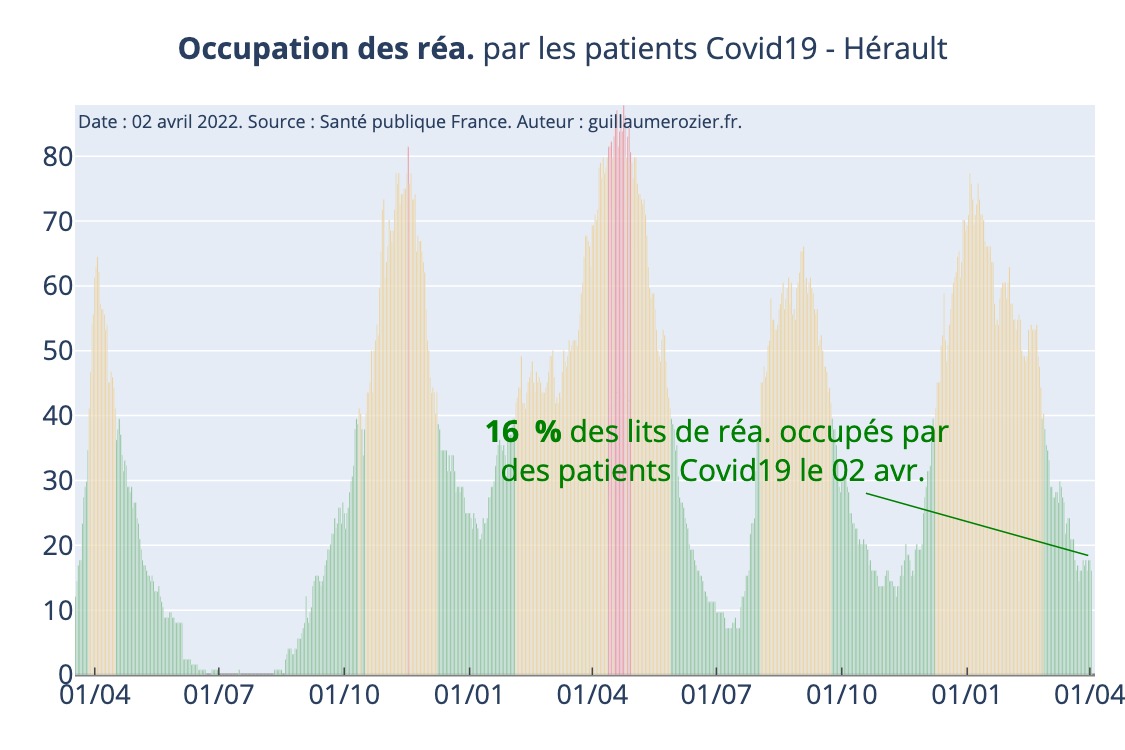 Occupation des réa. par les patients Covid19 - Hérault
Date : 02 avril 2022. Source : Santé publique France. Auteur : guillaumerozier.fr.
80
70
60
50
40
16 % des lits de réa. occupés par
des patients Covid19 le 02 avr.
30
20
10
0
01/04 01/07 01/10 01/01 01/04 01/07 01/10 01/01 01/04